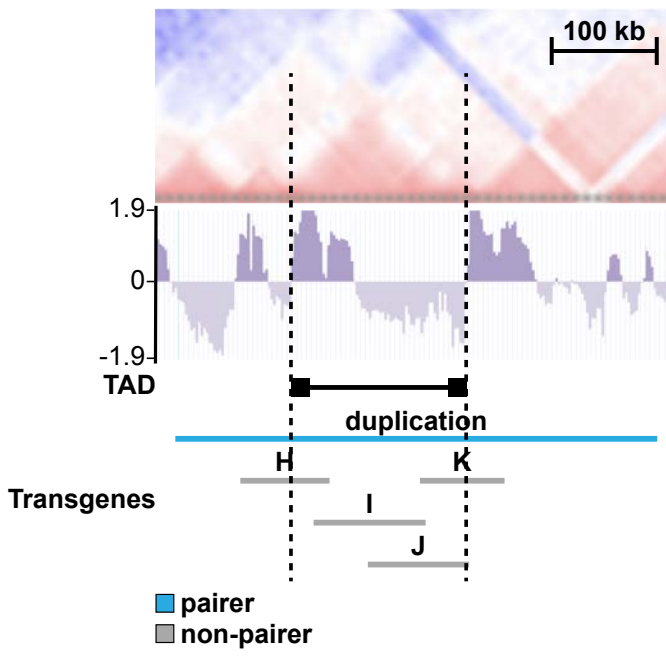 100 kb
1.9
0
-1.9
TAD
duplication
H K
Transgenes
I
J
pairer
non-pairer